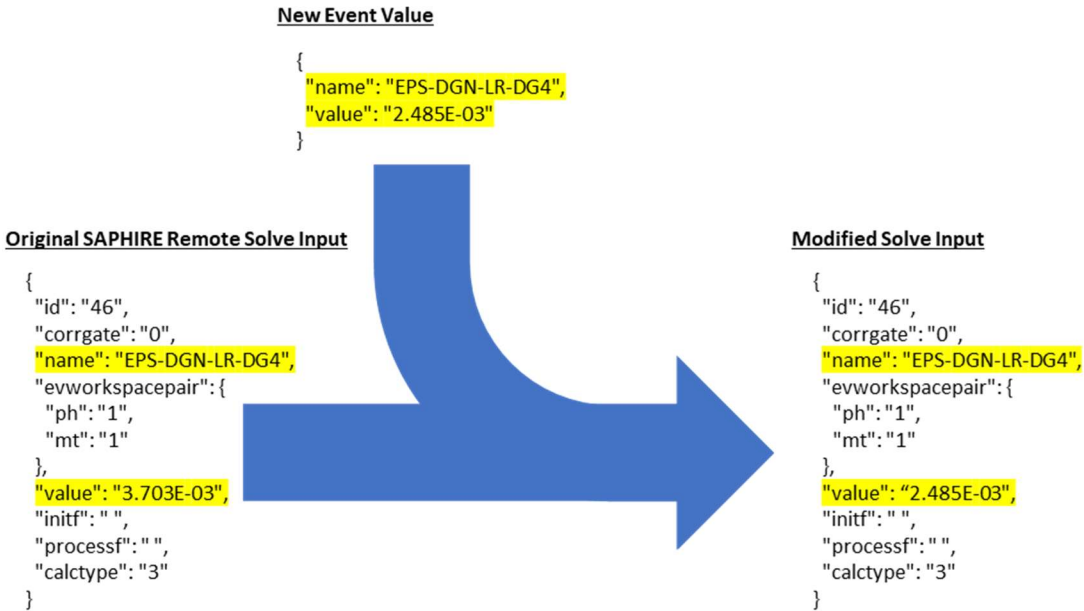 New Event Value
{
"name": "EPS-DGN-LR-DG4",
"value": "2.485E-03"
}
Original SAPHIRE Remote Solve Input
{
"id": "46",
"corrgate": "0",
"name": "EPS-DGN-LR-DG4",
"evworkspacepair": {
"ph": "1",
"mt": "1"
},
"value": "3.703E-03",
"initf": " ",
"processf": " ",
"calctype": "3"
}
Modified Solve Input
{
"id": "46",
"corrgate": "0",
"name": "EPS-DGN-LR-DG4",
"evworkspacepair": {
"ph": "1",
"mt": "1"
},
"value": “2.485E-03",
"initf": " ",
"processf": " ",
"calctype": "3"
}